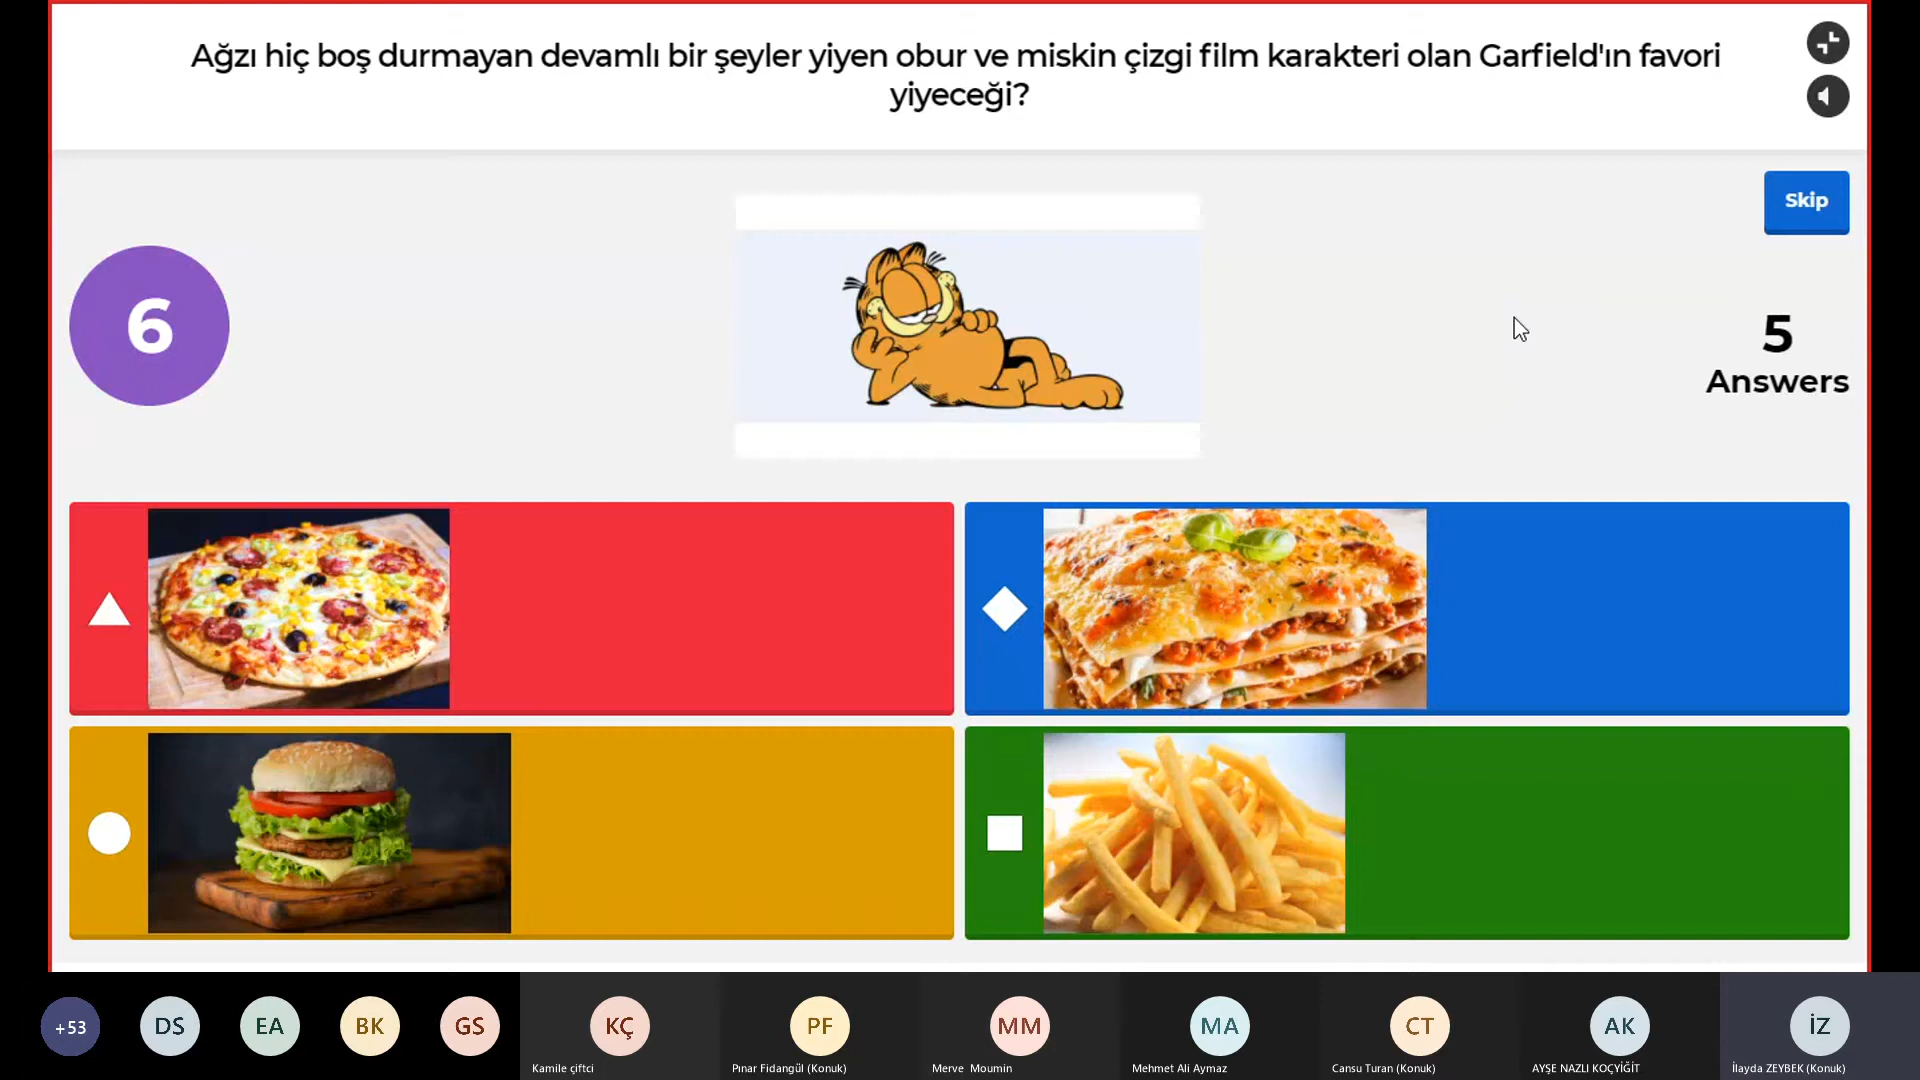 Ağzı hiç boş durmayan devamlı bir şeyler yiyen obur ve miskin çizgi film karakteri olan Garfield'ın favori
yiyeceği?
Skip
6
5
Answers
+53
DS
EA
BK
GS
KÇ
PF
MM
MA
CT
AK
İZ
Kamile çiftci
Pınar Fidangül (Konuk)
Merve Moumin
Mehmet Ali Aymaz
Cansu Turan (Konuk)
AYŞE NAZLI KOÇYİĞİT
İlayda ZEYBEK (Konuk)